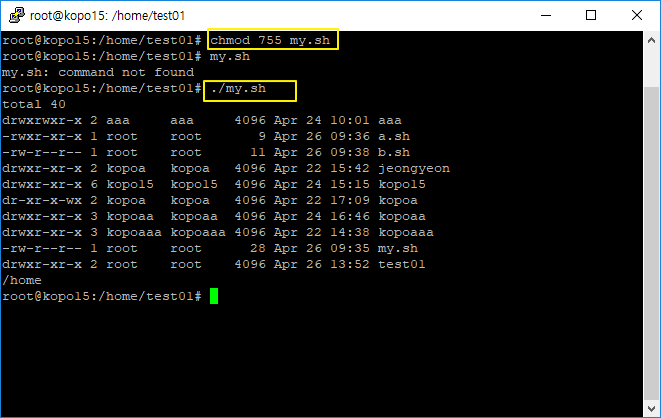 root@kopo15: /home/test01
root@kopo15:/home/test01# chmod 755 my.sh
root@kopo15:/home/test01# my.sh
my.sh: command not found
root@kopo15:/home/test01# ./my.sh
total 40
drwxrwxr-x 2 aaa     aaa     4096 Apr 24 10:01 aaa
-rwxr-xr-x 1 root    root       9 Apr 26 09:36 a.sh
-rw-r--r-- 1 root    root      11 Apr 26 09:38 b.sh
drwxr-xr-x 2 kopoa   kopoa   4096 Apr 22 15:42 jeongyeon
drwxr-xr-x 6 kopo15  kopo15  4096 Apr 24 15:15 kopo15
dr-xr-x-wx 2 kopoa   kopoa   4096 Apr 22 17:09 kopoa
drwxr-xr-x 3 kopoaa  kopoaa  4096 Apr 24 16:46 kopoaa
drwxr-xr-x 3 kopoaaa kopoaaa 4096 Apr 22 14:38 kopoaaa
-rw-r--r-- 1 root    root      28 Apr 26 09:35 my.sh
drwxr-xr-x 2 root    root    4096 Apr 26 13:52 test01
/home
root@kopo15:/home/test01#